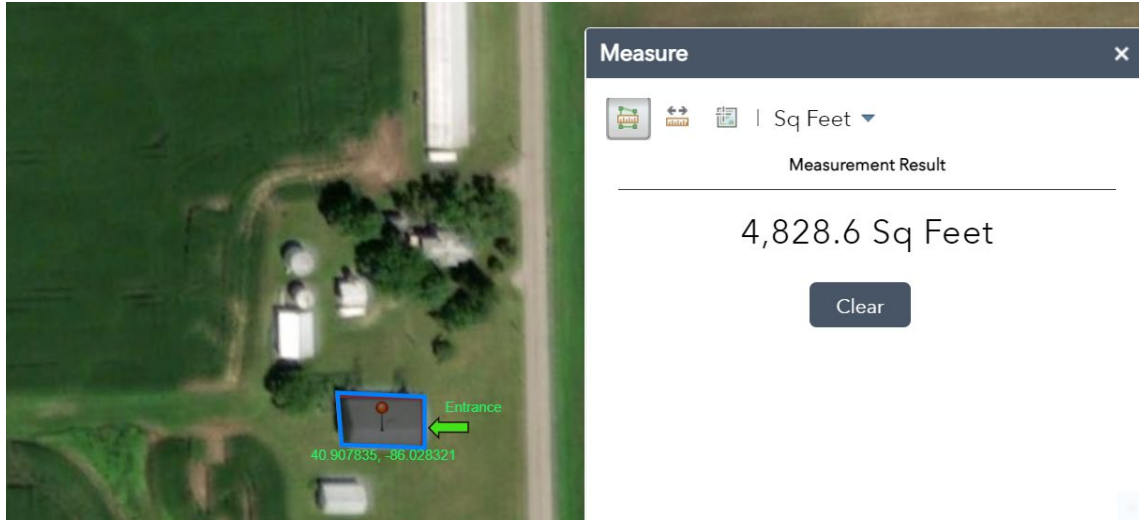 Measure ×
| Sq Feet
Measurement Result
4,828.6 Sq Feet
Clear
Entrance
40.907835, -86.028321